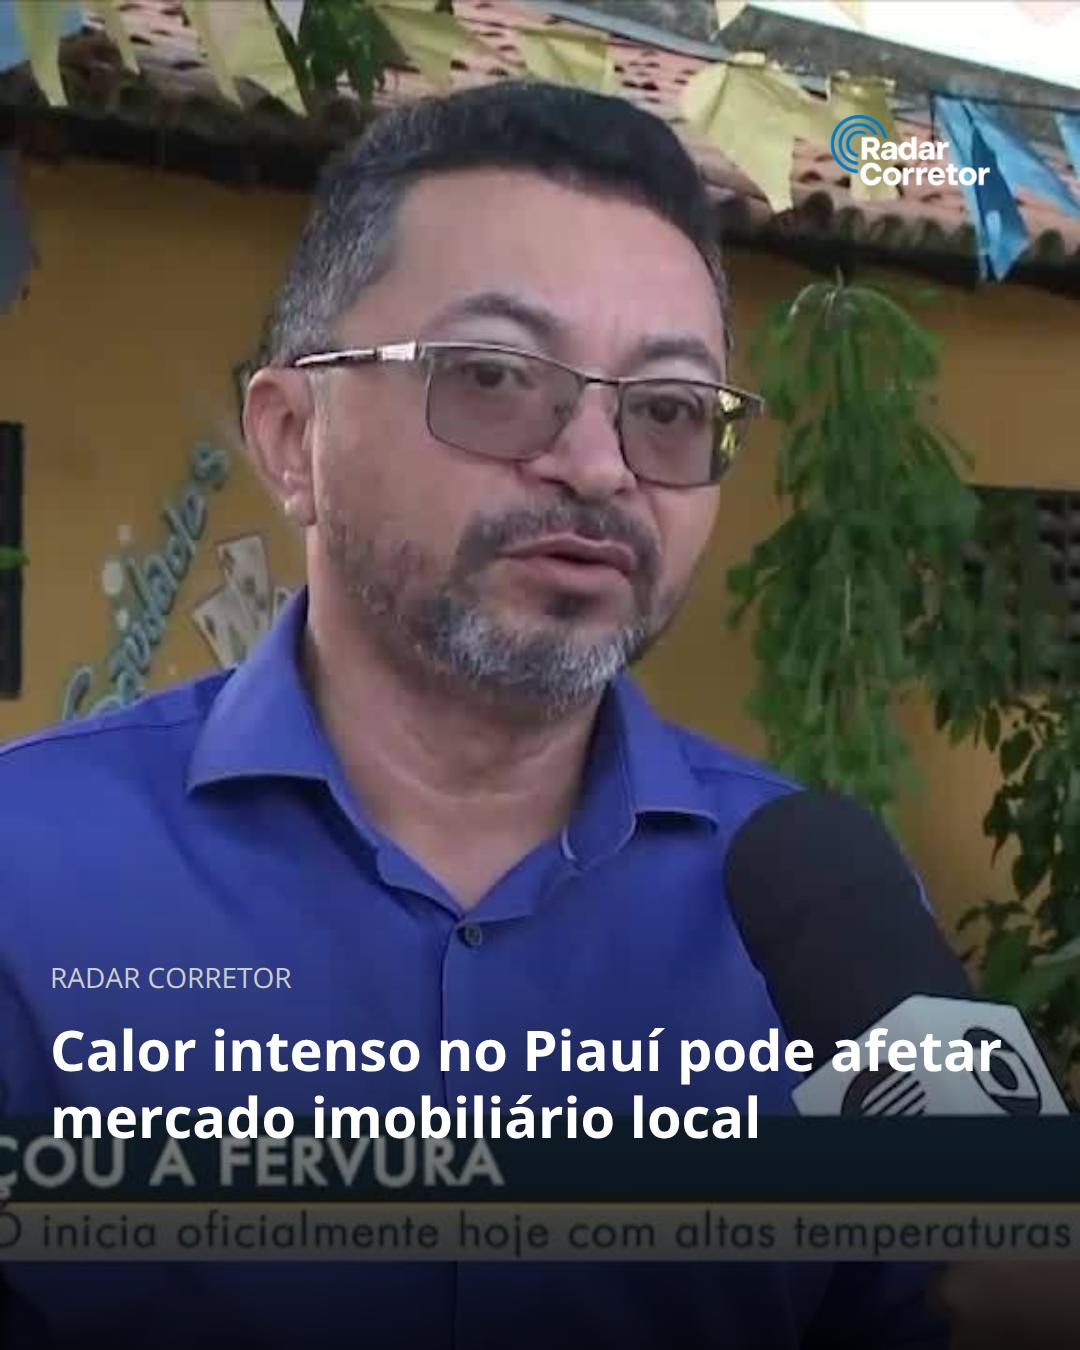 Radar
Corretor
RADAR CORRETOR
Calor intenso no Piauí pode afetar
mercado imobiliário local
ÇOU A FERVURA
Ó inicia oficialmente hoje com altas temperaturas